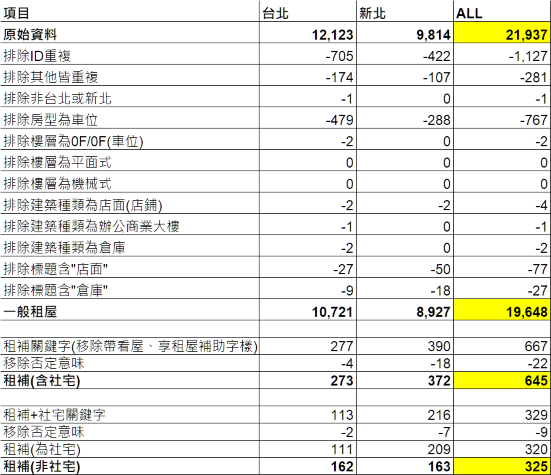 項目 台北 新北 ALL
原始資料 12,123 9,814 21,937
排除ID重複 -705 -422 -1,127
排除其他皆重複 -174 -107 -281
排除非台北或新北 -1 0 -1
排除房型為車位 -479 -288 -767
排除樓層為0F/0F(車位) -2 0 -2
排除樓層為平面式 0 0 0
排除樓層為機械式 0 0 0
排除建築種類為店面(店鋪) -2 -2 -4
排除建築種類為辦公商業大樓 -1 0 -1
排除建築種類為倉庫 -2 0 -2
排除標題含"店面" -27 -50 -77
排除標題含"倉庫" -9 -18 -27
一般租屋 10,721 8,927 19,648
租補關鍵字(移除帶看屋、享租屋補助字樣) 277 390 667
移除否定意味 -4 -18 -22
租補(含社宅) 273 372 645
租補+社宅關鍵字 113 216 329
移除否定意味 -2 -7 -9
租補(為社宅) 111 209 320
租補(非社宅) 162 163 325